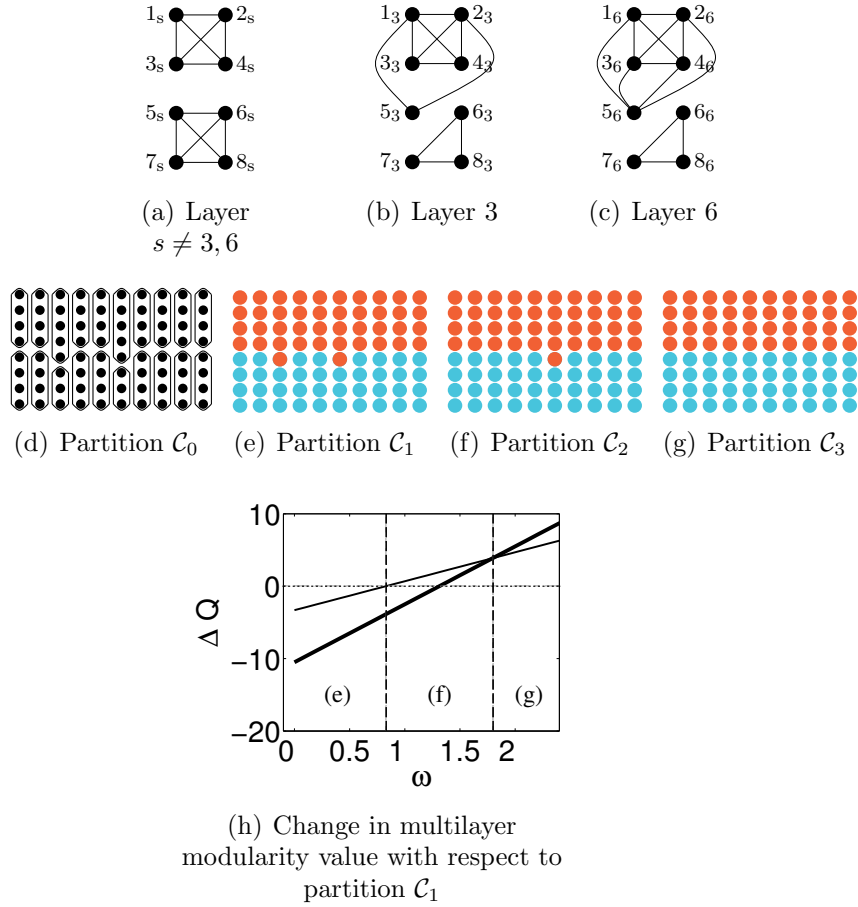 1ₛ 2ₛ 1₃ 2₃ 1₆ 2₆
3ₛ 4ₛ 3₃ 4₃ 3₆ 4₆
5ₛ 6ₛ 5₃ 6₃ 5₆ 6₆
7ₛ 8ₛ 7₃ 8₃ 7₆ 8₆
(a) Layer
s ≠ 3, 6
(b) Layer 3
(c) Layer 6
(d) Partition 𝒞₀
(e) Partition 𝒞₁
(f) Partition 𝒞₂
(g) Partition 𝒞₃
10
0
−10
−20
Δ Q
(e) (f) (g)
0 0.5 1 1.5 2
ω
(h) Change in multilayer
modularity value with respect to
partition 𝒞₁